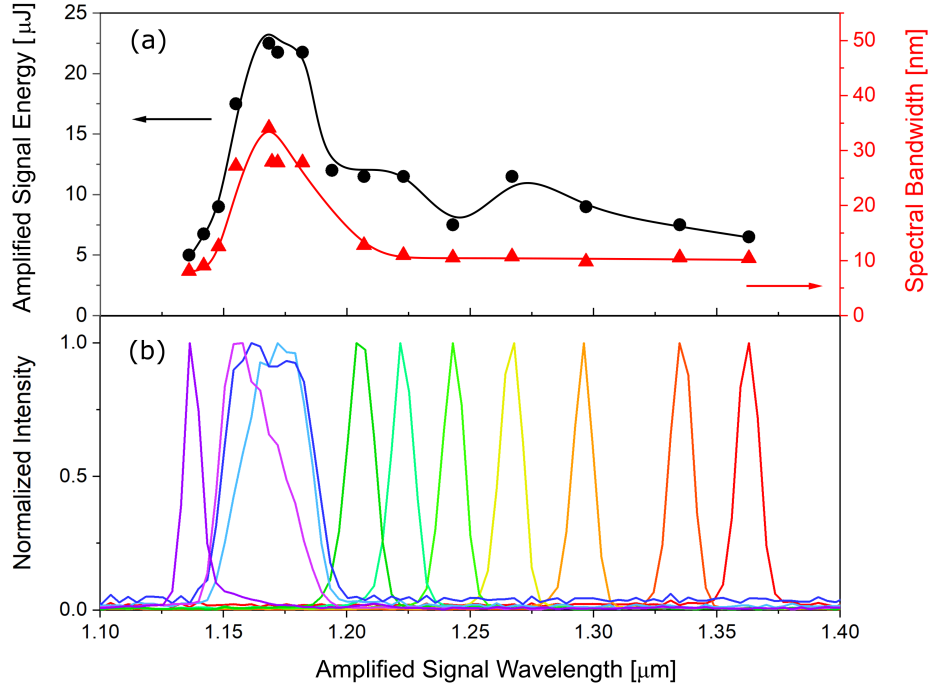 (a)
Amplified Signal Energy [μJ]
25
20
15
10
5
0
Spectral Bandwidth [nm]
50
40
30
20
10
0
(b)
Normalized Intensity
1.0
0.5
0.0
1.10 1.15 1.20 1.25 1.30 1.35 1.40
Amplified Signal Wavelength [μm]